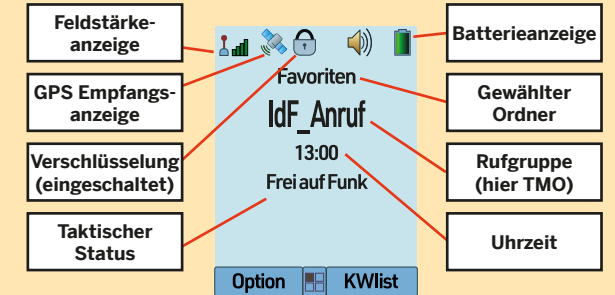 Feldstärke-
anzeige
GPS Empfangs-
anzeige
Verschlüsselung
(eingeschaltet)
Taktischer
Status
Favoriten
IdF_Anruf
13:00
Frei auf Funk
Option
KWlist
Batterieanzeige
Gewählter
Ordner
Rufgruppe
(hier TMO)
Uhrzeit